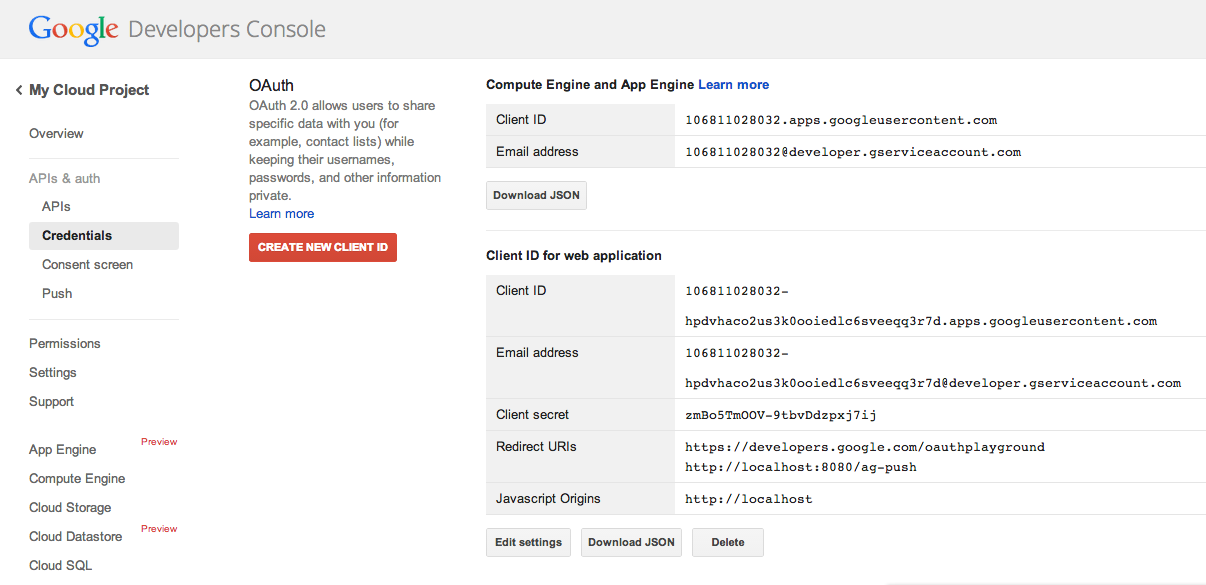 Google Developers Console
My Cloud Project
Overview
APIs & auth
APIs
Credentials
Consent screen
Push
Permissions
Settings
Support
App Engine
Preview
Compute Engine
Cloud Storage
Cloud Datastore
Preview
Cloud SQL
OAuth
OAuth 2.0 allows users to share
specific data with you (for
example, contact lists) while
keeping their usernames,
passwords, and other information
private.
Learn more
CREATE NEW CLIENT ID
Compute Engine and App Engine Learn more
Client ID 106811028032.apps.googleusercontent.com
Email address 106811028032@developer.gserviceaccount.com
Download JSON
Client ID for web application
Client ID 106811028032-
hpdvhaco2us3k0ooiedlc6sveeqq3r7d.apps.googleusercontent.com
Email address 106811028032-
hpdvhaco2us3k0ooiedlc6sveeqq3r7d@developer.gserviceaccount.com
Client secret zmBo5TmOOV-9tbvDdzpxj7ij
Redirect URIs https://developers.google.com/oauthplayground
http://localhost:8080/ag-push
Javascript Origins http://localhost
Edit settings Download JSON Delete